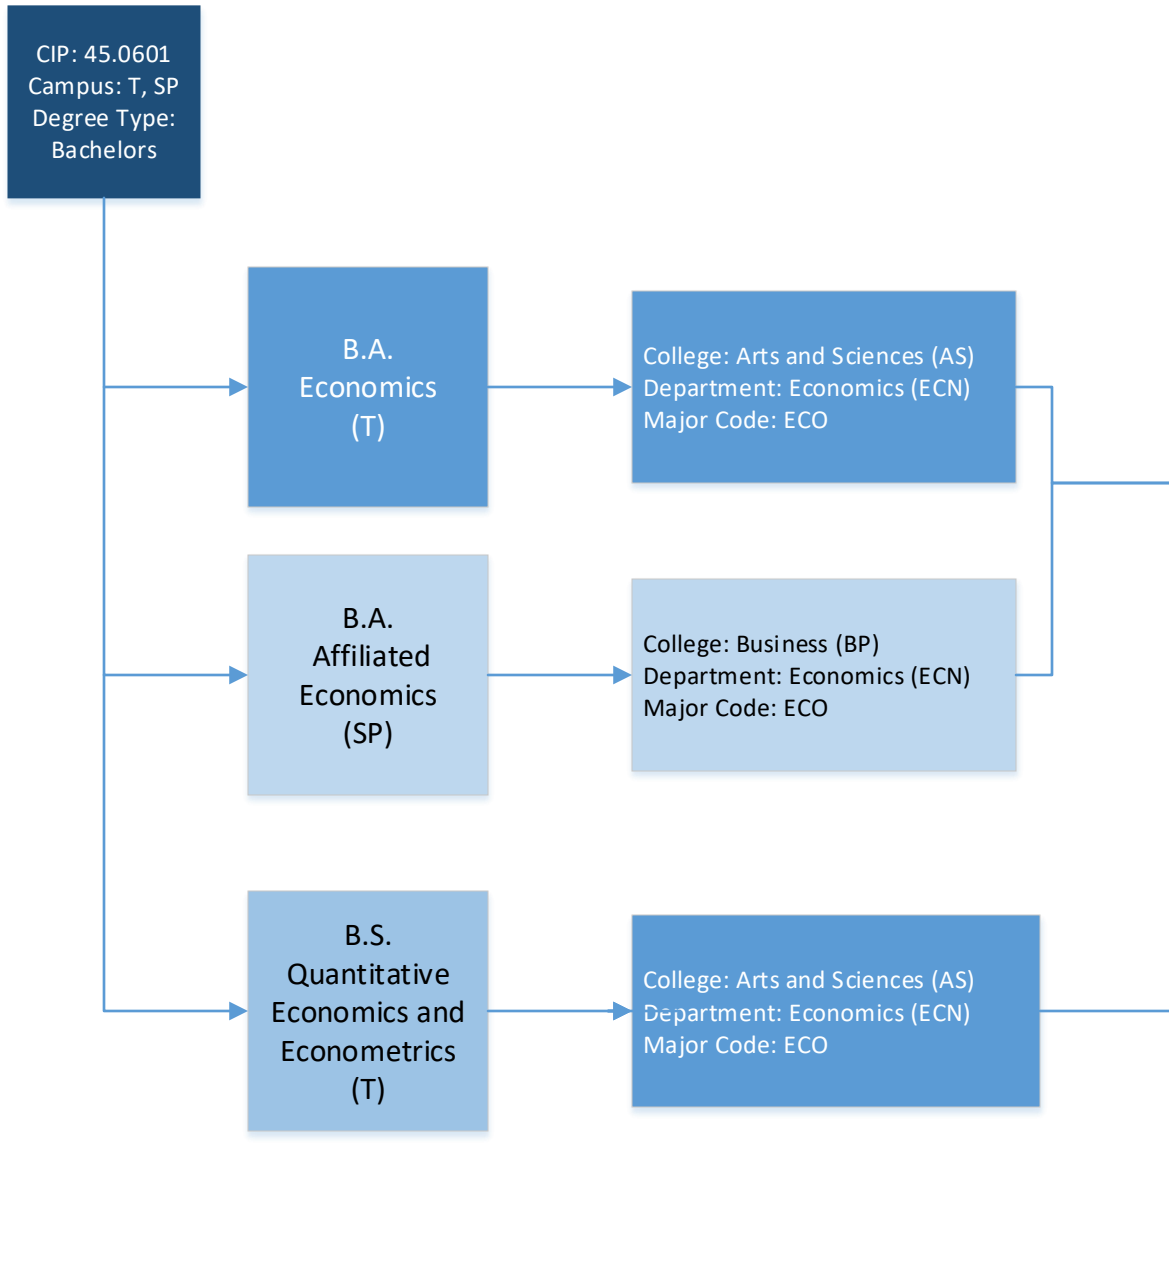 CIP: 45.0601
Campus: T, SP
Degree Type:
Bachelors
B.A.
Economics
(T)
College: Arts and Sciences (AS)
Department: Economics (ECN)
Major Code: ECO
B.A.
Affiliated
Economics
(SP)
College: Business (BP)
Department: Economics (ECN)
Major Code: ECO
B.S.
Quantitative
Economics and
Econometrics
(T)
College: Arts and Sciences (AS)
Department: Economics (ECN)
Major Code: ECO